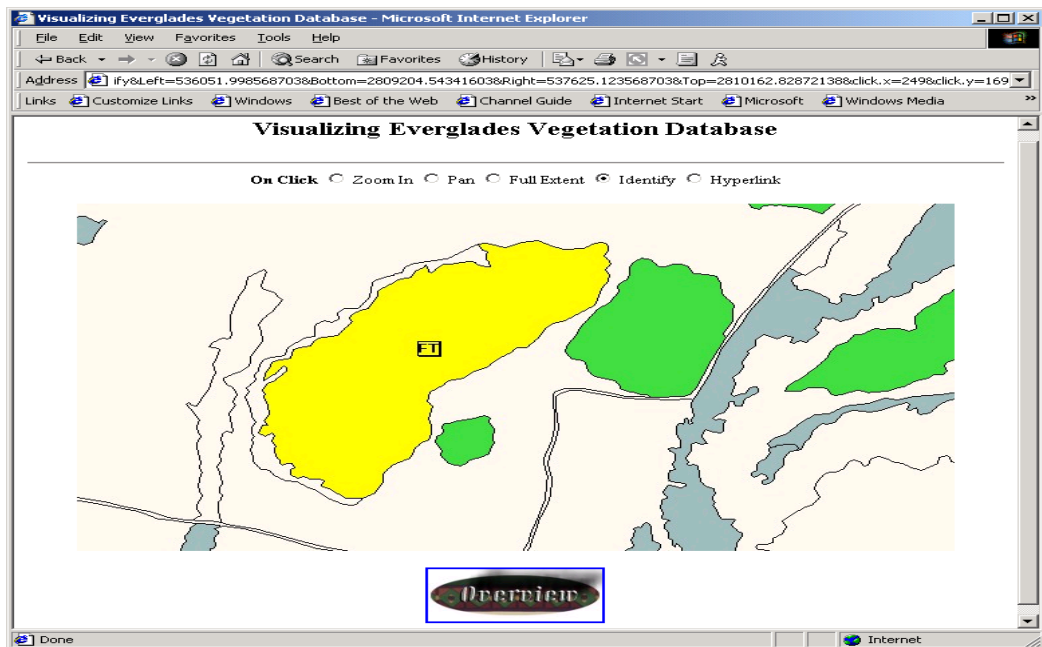 Visualizing Everglades Vegetation Database - Microsoft Internet Explorer
File Edit View Favorites Tools Help
Back Search Favorites History
Address ify&Left=536051.998568703&Bottom=2809204.54341603&Right=537625.123568703&Top=2810162.82872138&click.x=249&click.y=169
Links Customize Links Windows Best of the Web Channel Guide Internet Start Microsoft Windows Media »
Visualizing Everglades Vegetation Database
On Click Zoom In Pan Full Extent Identify Hyperlink
FT
Overview
Done Internet